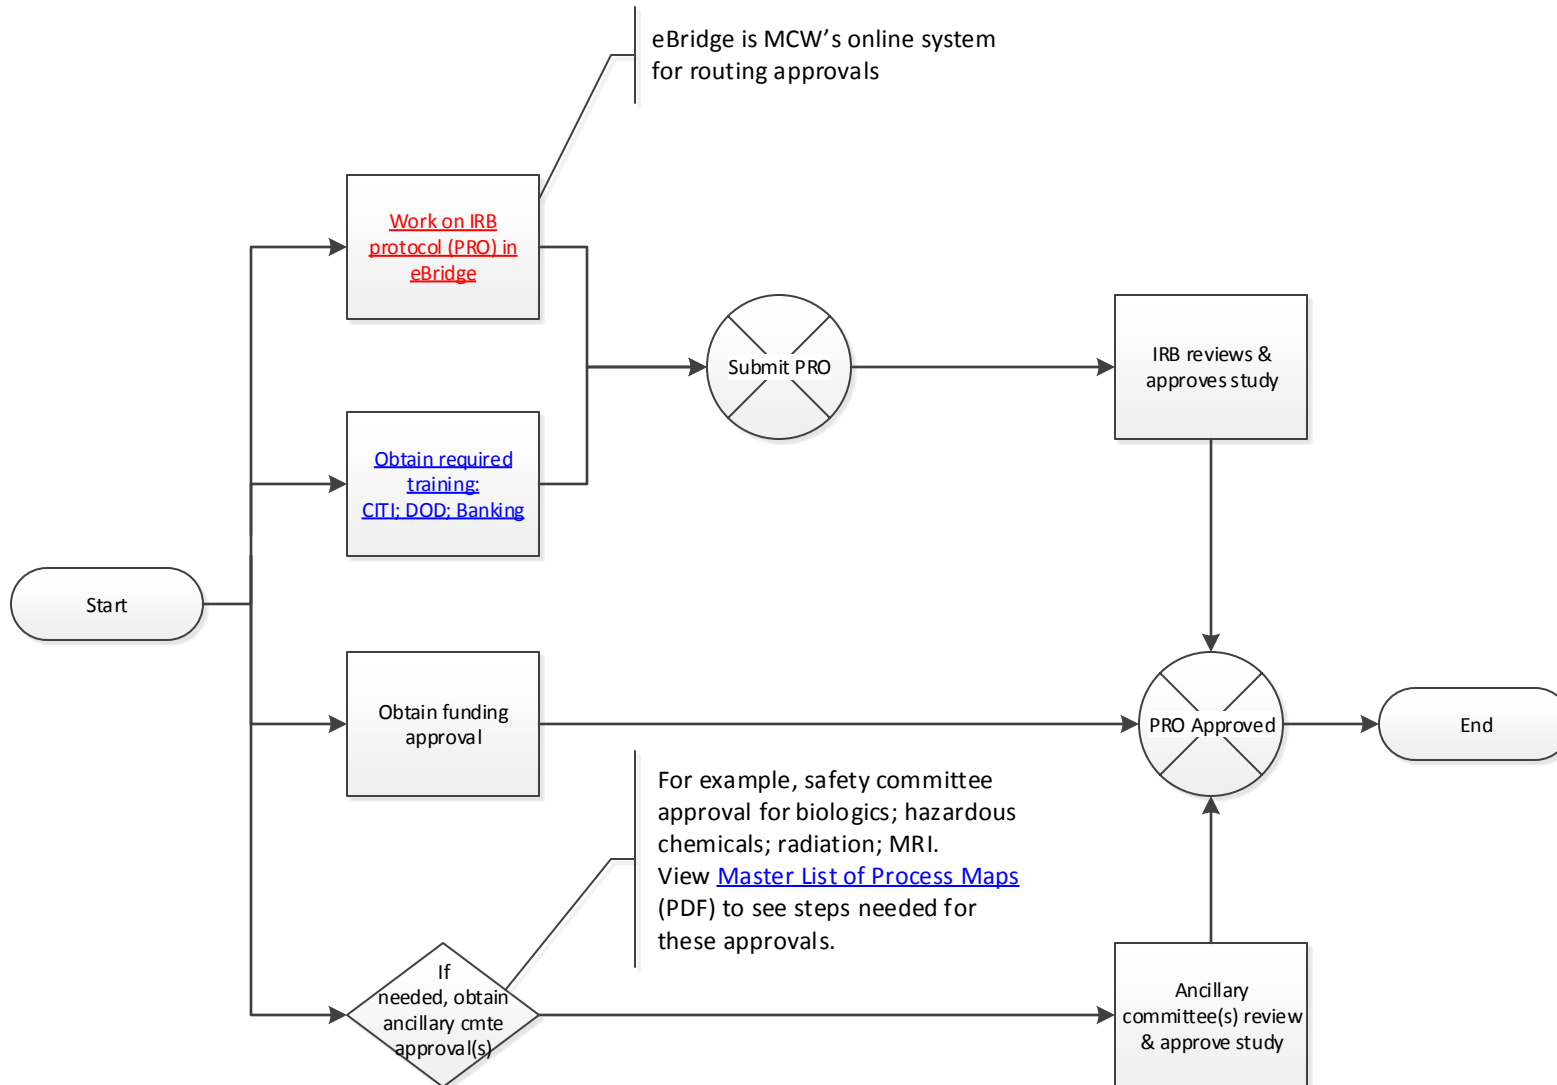 eBridge is MCW's online system
for routing approvals
Work on IRB
protocol (PRO) in
eBridge
Submit PRO
IRB reviews &
approves study
Obtain required
training:
CITI; DOD; Banking
Start
Obtain funding
approval
PRO Approved
End
For example, safety committee
approval for biologics; hazardous
chemicals; radiation; MRI.
View Master List of Process Maps
(PDF) to see steps needed for
these approvals.
If
needed, obtain
ancillary cmte
approval(s)
Ancillary
committee(s) review
& approve study